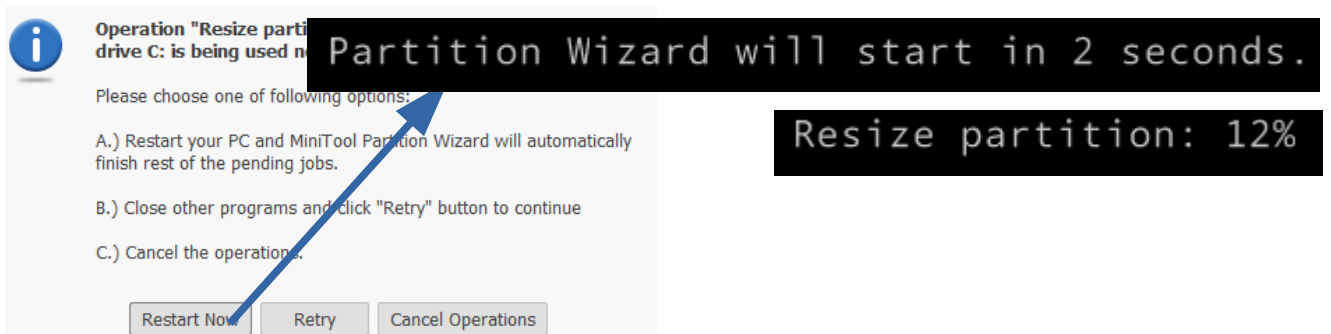 Operation "Resize parti
drive C: is being used n
Partition Wizard will start in 2 seconds.
Please choose one of following options:
A.) Restart your PC and MiniTool Partition Wizard will automatically
finish rest of the pending jobs.
Resize partition: 12%
B.) Close other programs and click "Retry" button to continue
C.) Cancel the operations.
Restart Now
Retry
Cancel Operations